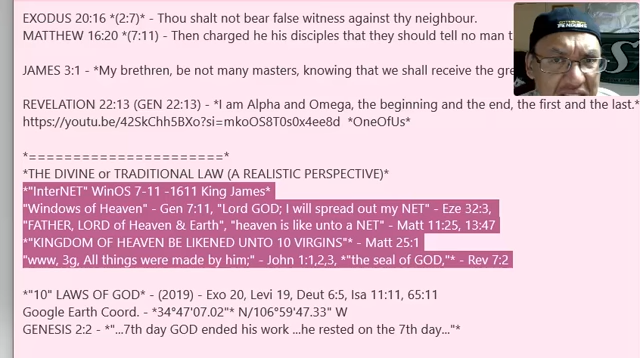 EXODUS 20:16 *(2:7)* - Thou shalt not bear false witness against thy neighbour.
MATTHEW 16:20 *(7:11) - Then charged he his disciples that they should tell no man t
JAMES 3:1 - *My brethren, be not many masters, knowing that we shall receive the gre
REVELATION 22:13 (GEN 22:13) - *I am Alpha and Omega, the beginning and the end, the first and the last.*
https://youtu.be/42SkChh5BXo?si=mkoOS8T0s0x4ee8d *OneOfUs*
*======================*
*THE DIVINE or TRADITIONAL LAW (A REALISTIC PERSPECTIVE)*
*"InterNET" WinOS 7-11 -1611 King James*
"Windows of Heaven" - Gen 7:11, "Lord GOD; I will spread out my NET" - Eze 32:3,
"FATHER, LORD of Heaven & Earth", "heaven is like unto a NET" - Matt 11:25, 13:47
*"KINGDOM OF HEAVEN BE LIKENED UNTO 10 VIRGINS"* - Matt 25:1
"www, 3g, All things were made by him;" - John 1:1,2,3, *"the seal of GOD,"* - Rev 7:2
*"10" LAWS OF GOD* - (2019) - Exo 20, Levi 19, Deut 6:5, Isa 11:11, 65:11
Google Earth Coord. - *34°47'07.02"* N/106°59'47.33" W
GENESIS 2:2 - *"...7th day GOD ended his work ...he rested on the 7th day..."*